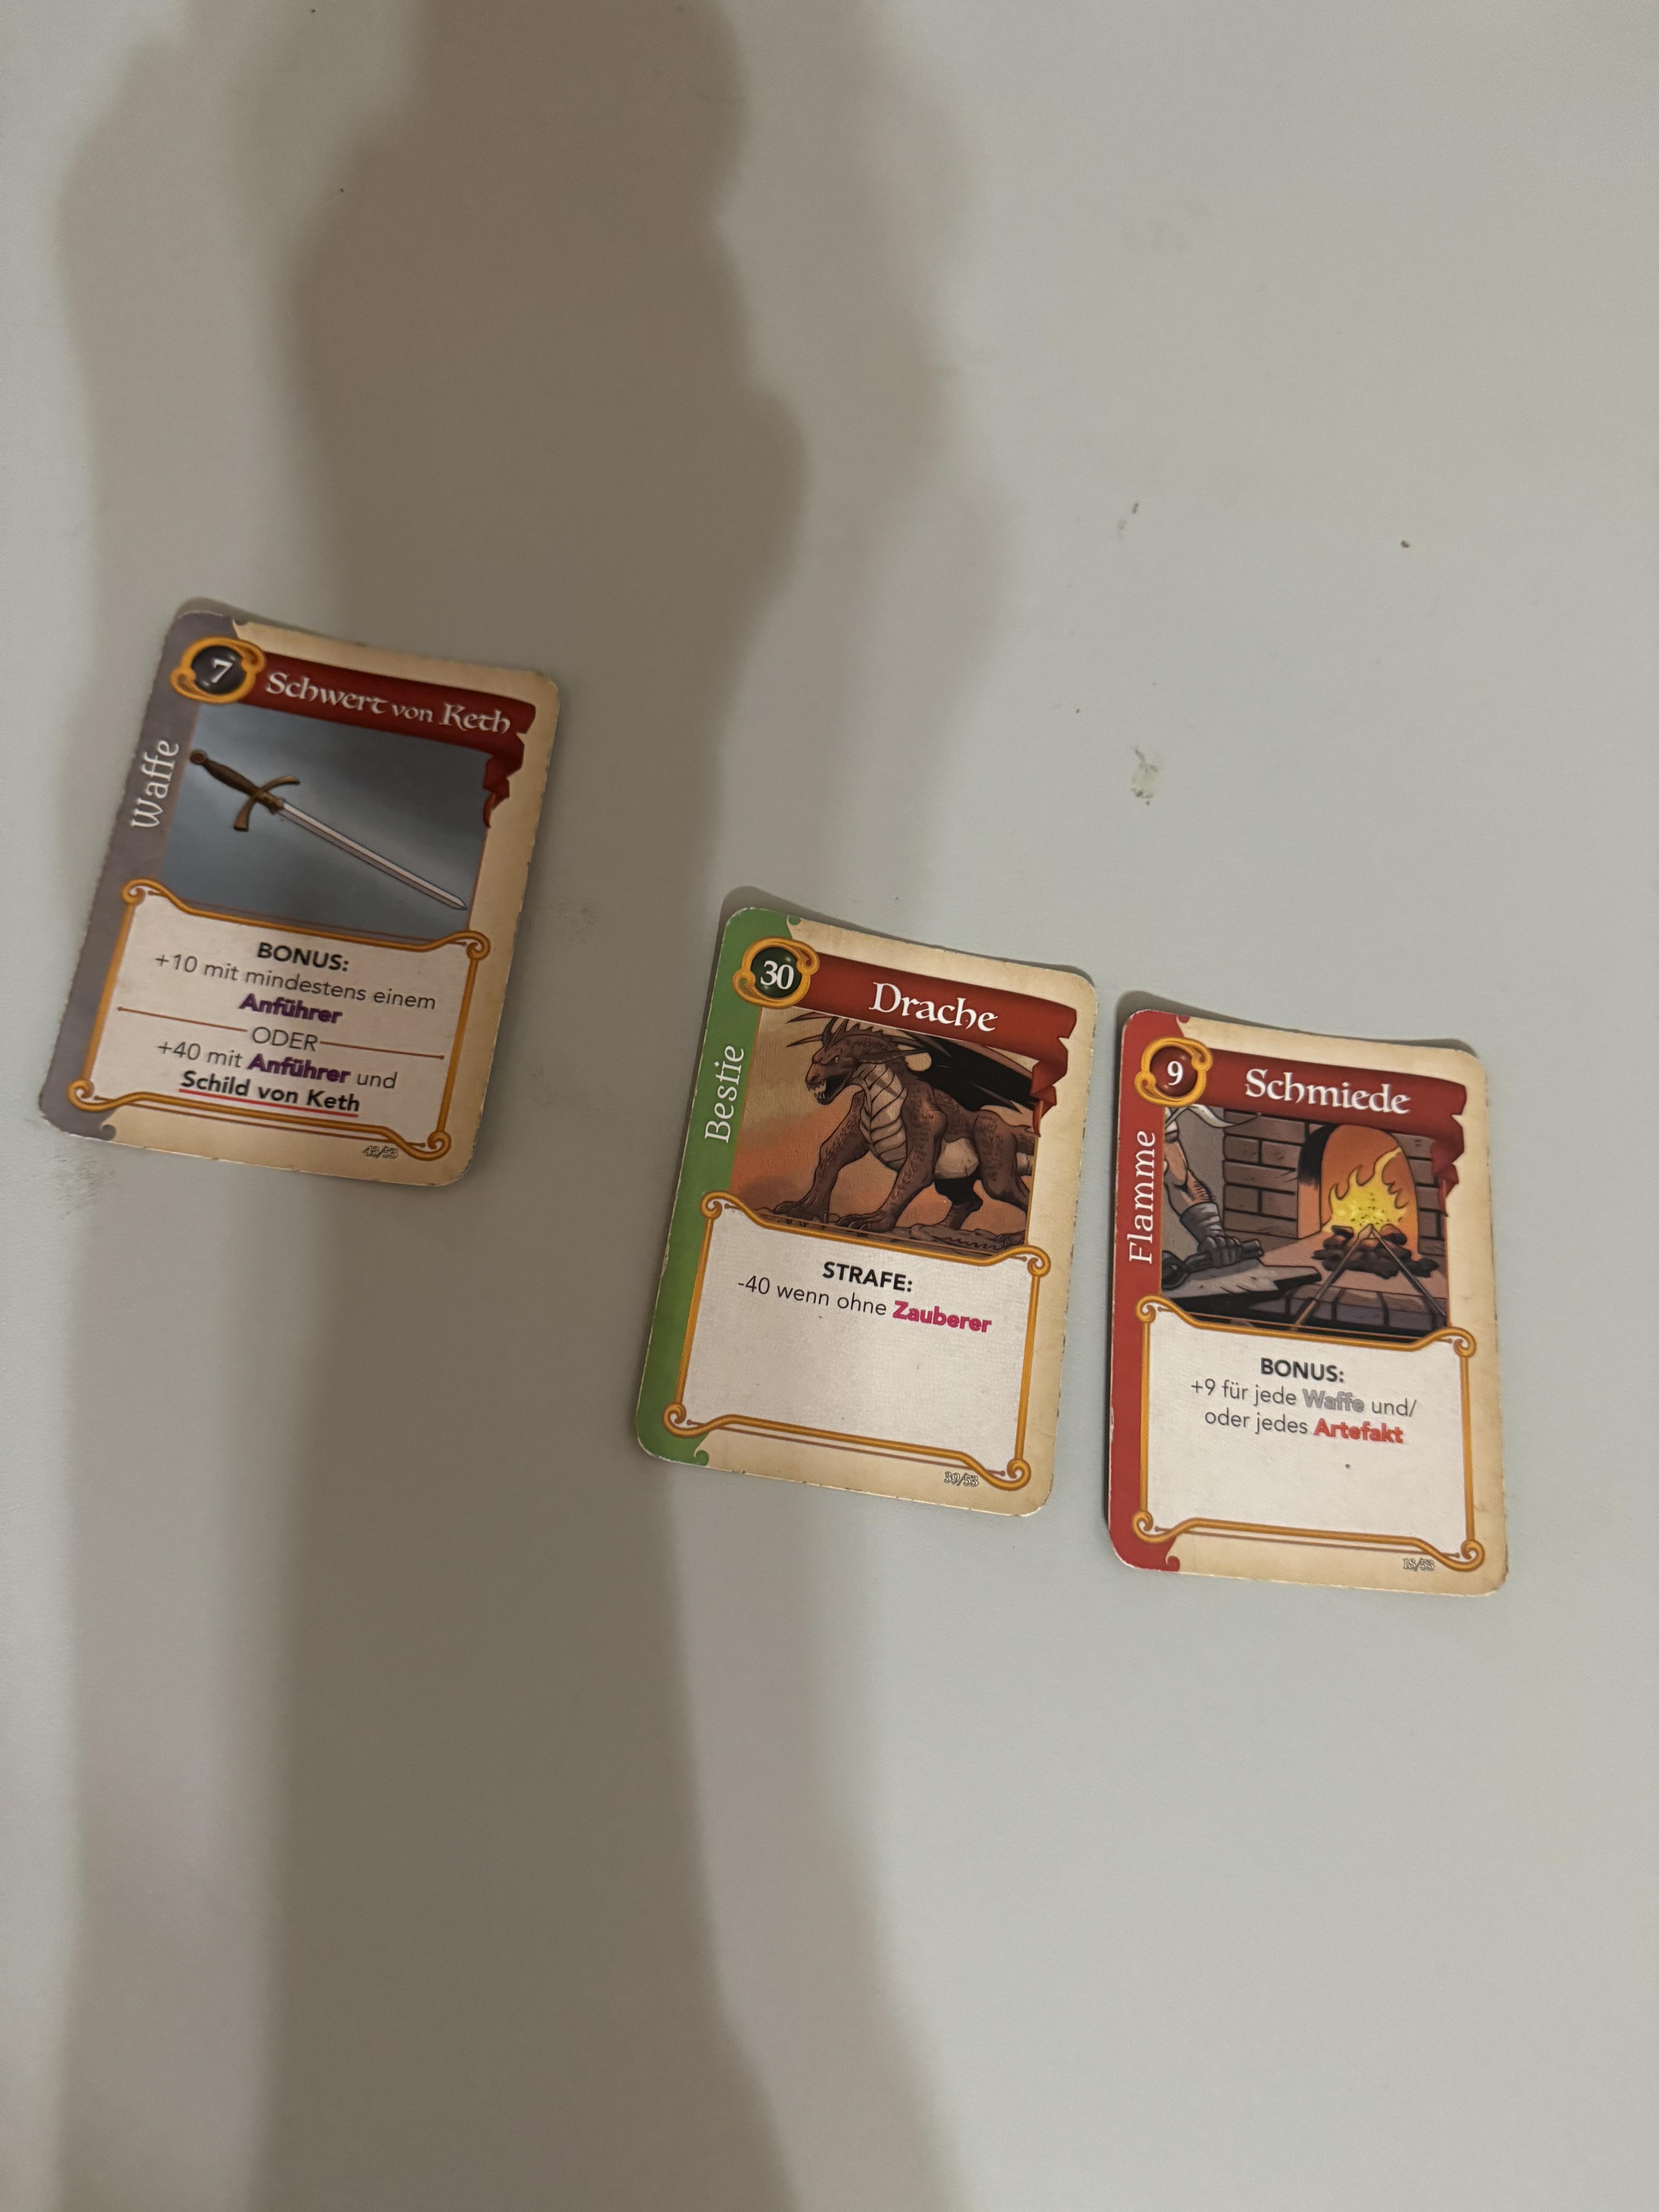 7
Schwert von Keth
Waffe
BONUS:
+10 mit mindestens einem
Anführer
ODER
+40 mit Anführer und
Schild von Keth
30
Drache
Bestie
STRAFE:
-40 wenn ohne Zauberer
39/53
9
Schmiede
Flamme
BONUS:
+9 für jede Waffe und/
oder jedes Artefakt